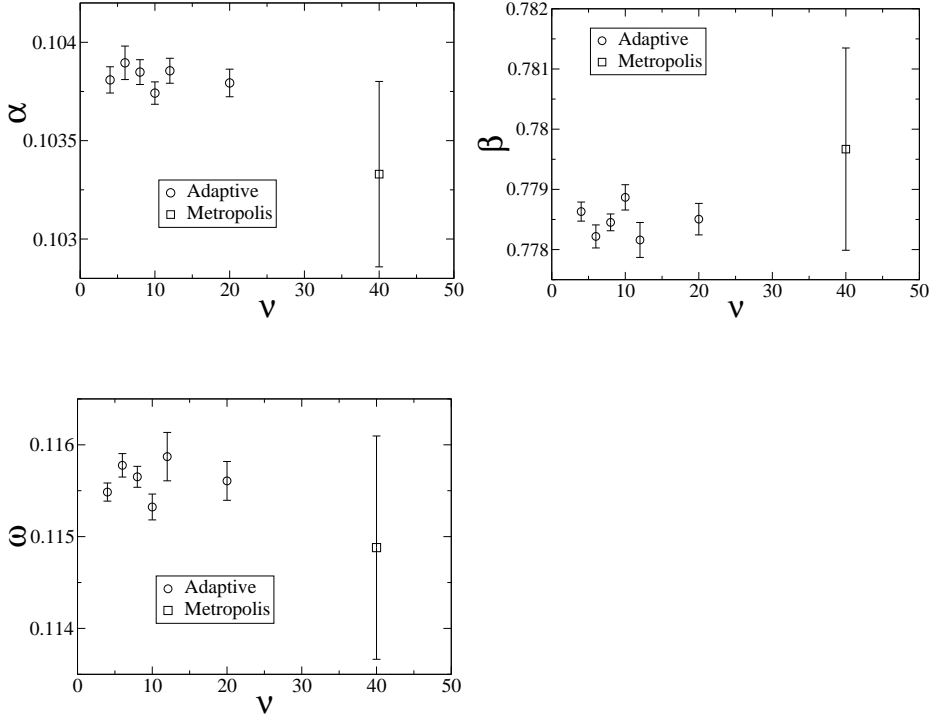 0.104
0.1035
0.103
α
Adaptive
Metropolis
0 10 20 30 40 50
ν
0.782
0.781
0.78
0.779
0.778
β
Adaptive
Metropolis
0 10 20 30 40 50
ν
0.116
0.115
0.114
ω
Adaptive
Metropolis
0 10 20 30 40 50
ν